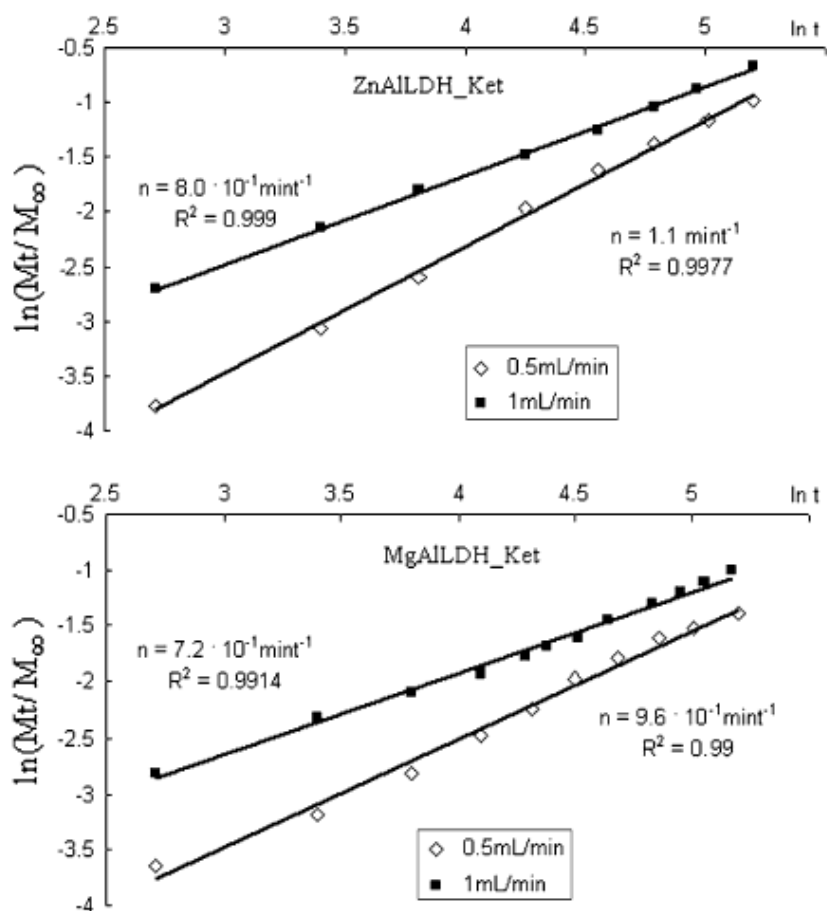 2.5 3 3.5 4 4.5 5 ln t
-0.5
ZnAlLDH_Ket
-1
-1.5
n = 8.0 · 10⁻¹mint⁻¹
R² = 0.999
-2
n = 1.1 mint⁻¹
R² = 0.9977
-2.5
-3
0.5mL/min
1mL/min
-3.5
-4
ln(Mt/M∞)
2.5 3 3.5 4 4.5 5 ln t
-0.5
MgAlLDH_Ket
-1
-1.5
n = 7.2 · 10⁻¹mint⁻¹
R² = 0.9914
-2
n = 9.6 · 10⁻¹mint⁻¹
R² = 0.99
-2.5
-3
-3.5
0.5mL/min
1mL/min
-4
ln(Mt/M∞)